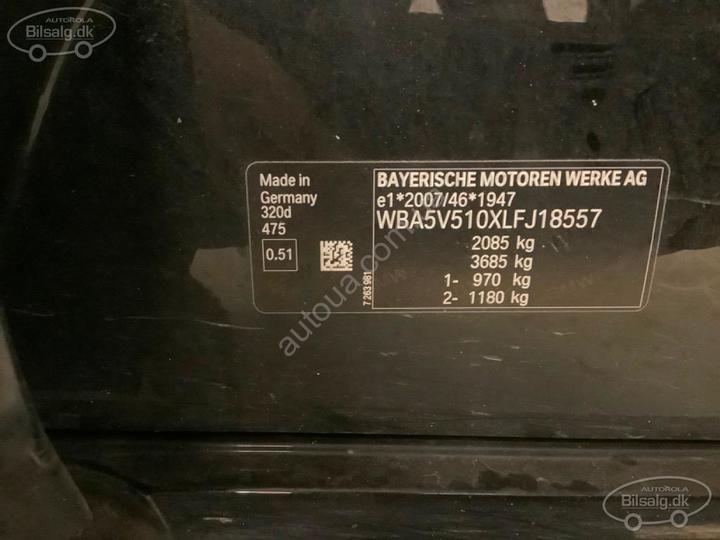 AUTOROLA
Bilsalg.dk
Made in
Germany
320d
475
0.51
7 263 981
BAYERISCHE MOTOREN WERKE AG
e1*2007/46*1947
WBA5V510XLFJ18557
2085 kg
3685 kg
1- 970 kg
2- 1180 kg
autoua.com
AUTOROLA
Bilsalg.dk